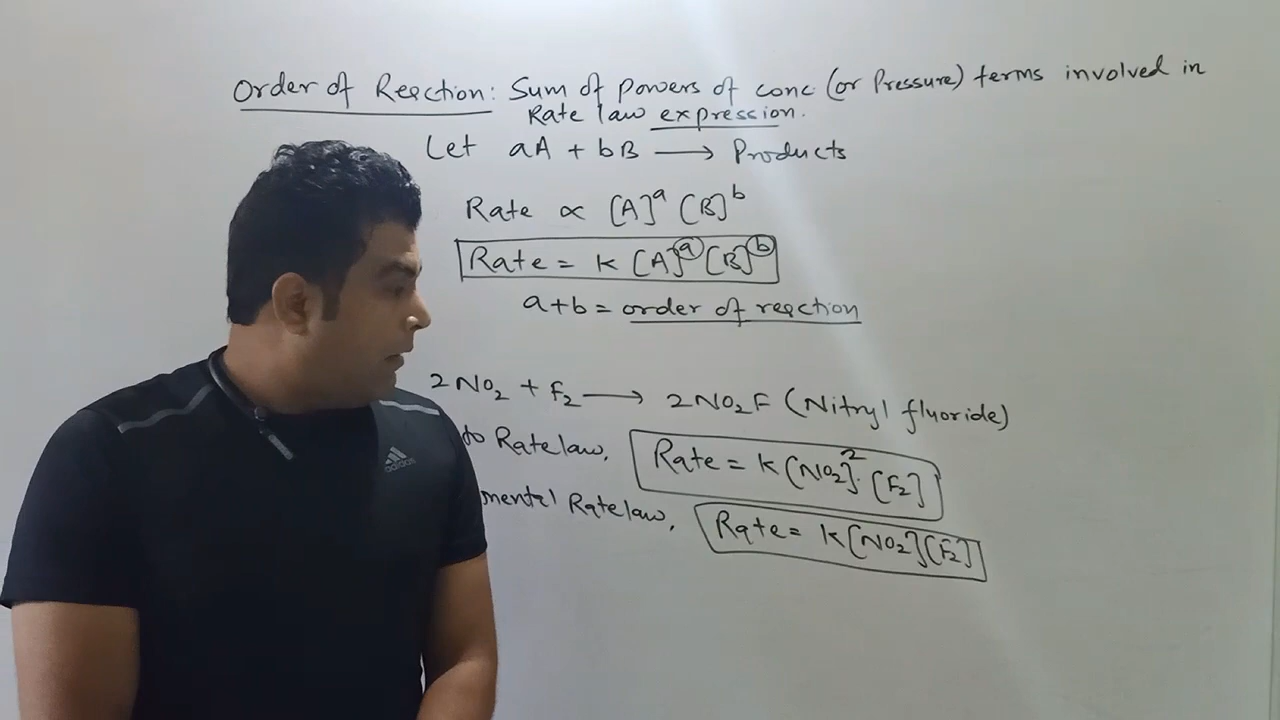 Order of Reaction: Sum of Powers of conc (or Pressure) terms involved in
Rate law expression.
Let aA + bB ⟶ Products
Rate ∝ [A]ᵃ [B]ᵇ
Rate = K [A]ᵃ [B]ᵇ
a+b = order of reaction
2NO₂ + F₂ ⟶ 2NO₂F (Nitryl fluoride)
to Ratelaw, Rate = K[NO₂]². [F₂]
mental Ratelaw, Rate = K[NO₂][F₂]
adidas